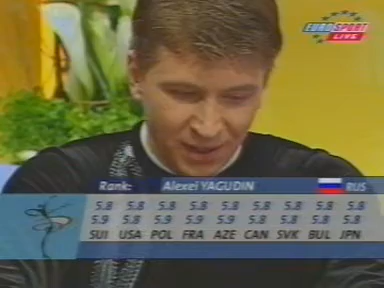 EUROSPORT
LIVE
Rank: Alexei YAGUDIN RUS
5.8 5.8 5.8 5.8 5.8 5.8 5.8 5.8 5.8
5.9 5.8 5.9 5.9 5.9 5.8 5.8 5.8 5.8
SUI USA POL FRA AZE CAN SVK BUL JPN